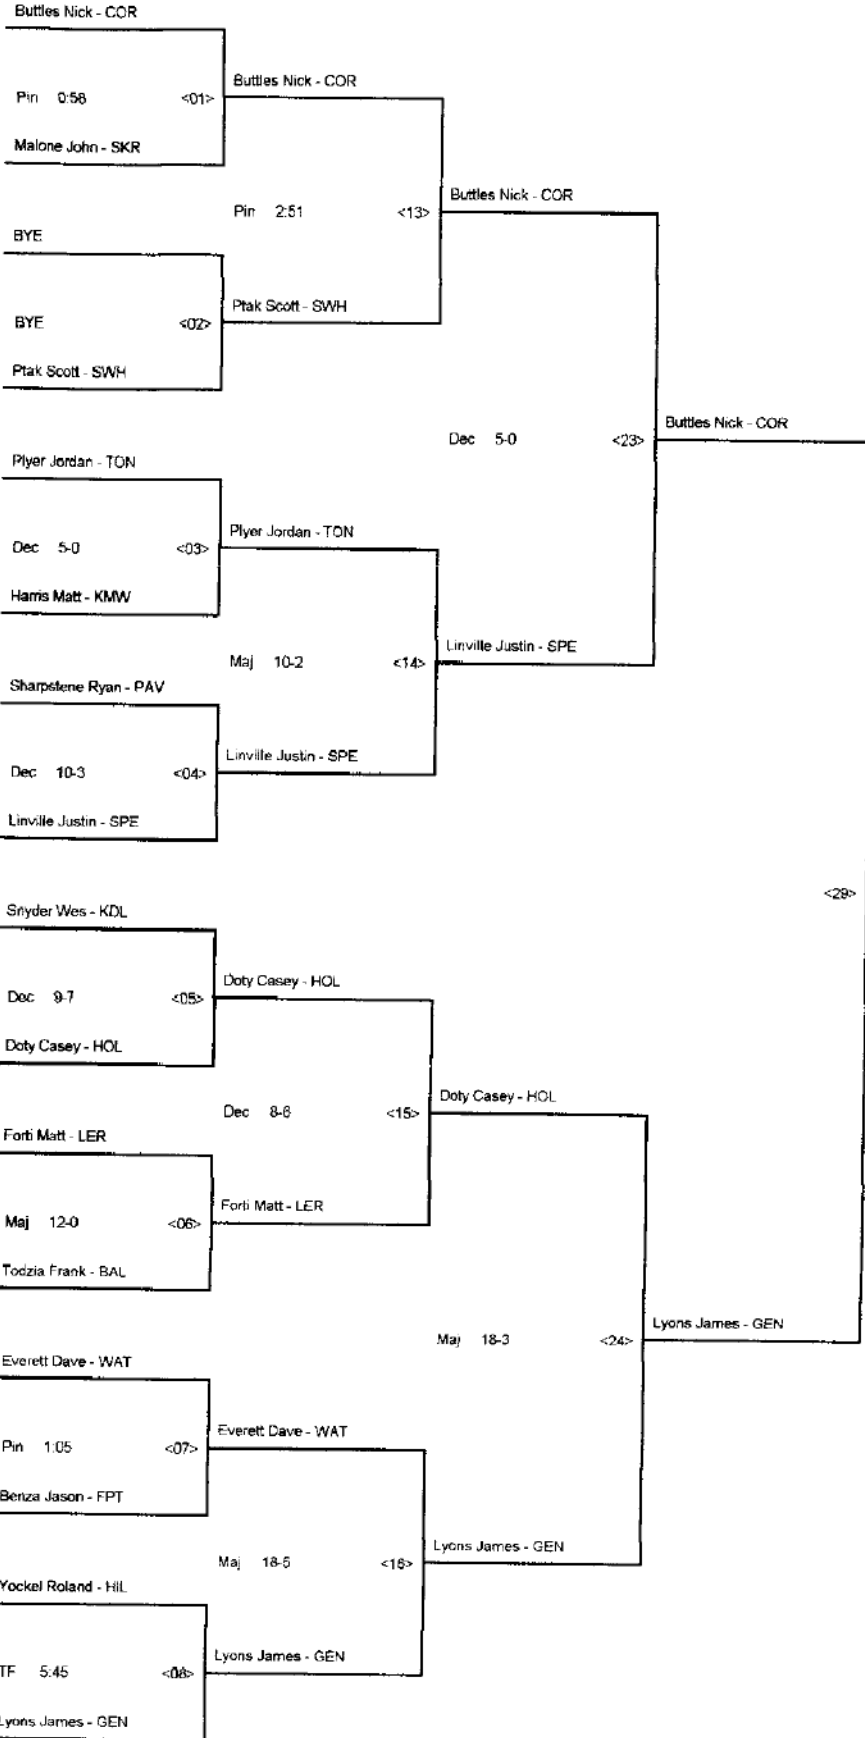 Buttles Nick - COR
Buttles Nick - COR
Pin 0:58 <01>
Malone John - SKR
Buttles Nick - COR
Pin 2:51 <13>
BYE
Ptak Scott - SWH
BYE <02>
Ptak Scott - SWH
Buttles Nick - COR
Dec 5-0 <23>
Plyer Jordan - TON
Plyer Jordan - TON
Dec 5-0 <03>
Harris Matt - KMW
Linville Justin - SPE
Maj 10-2 <14>
Sharpstene Ryan - PAV
Linville Justin - SPE
Dec 10-3 <04>
Linville Justin - SPE
<29>
Snyder Wes - KDL
Doty Casey - HOL
Dec 9-7 <05>
Doty Casey - HOL
Doty Casey - HOL
Dec 8-6 <15>
Forti Matt - LER
Forti Matt - LER
Maj 12-0 <06>
Todzia Frank - BAL
Lyons James - GEN
Maj 18-3 <24>
Everett Dave - WAT
Everett Dave - WAT
Pin 1:05 <07>
Benza Jason - FPT
Lyons James - GEN
Maj 18-5 <16>
Yockel Roland - HIL
Lyons James - GEN
TF 5:45 <08>
Lyons James - GEN